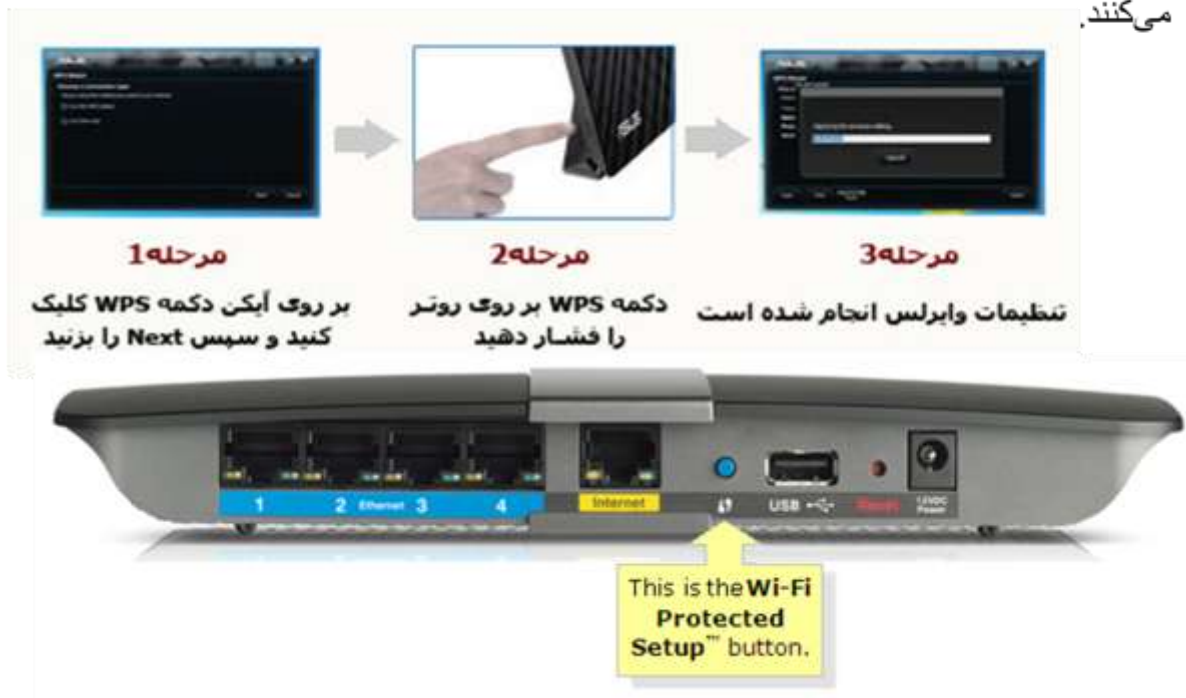 می‌کنند.
ASUS
مرحله1
بر روی آیکن دکمه WPS کلیک
کنید و سپس Next را بزنید
مرحله2
دکمه WPS بر روی روتر
را فشار دهید
مرحله3
تنظیمات وایرلس انجام شده است
1 2 Ethernet 3 4
Internet
USB
Reset
12VDC
Power
This is the Wi-Fi
Protected
Setup™ button.